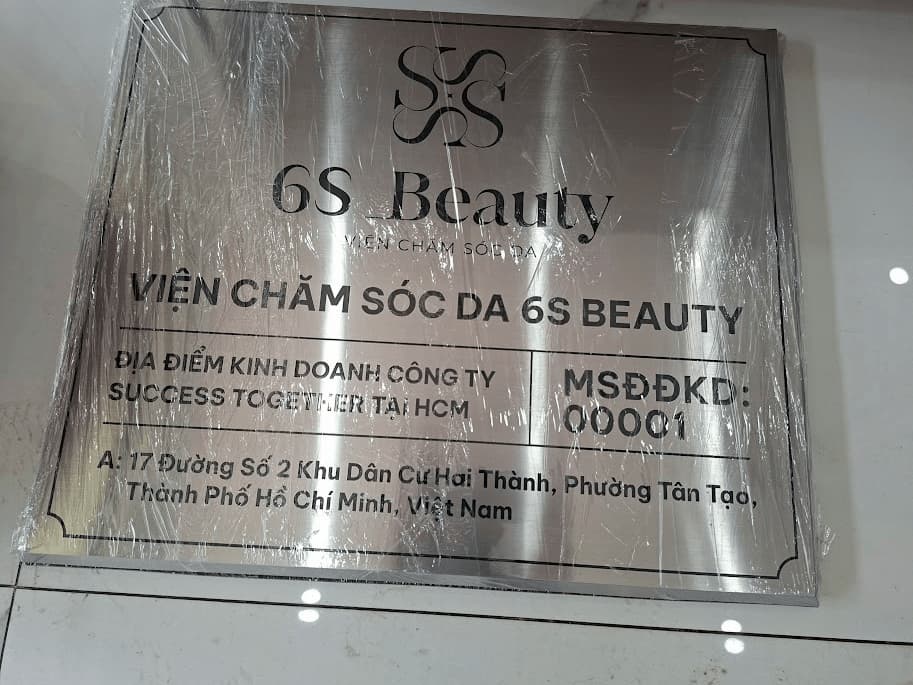 6S_Beauty
VIỆN CHĂM SÓC DA
VIỆN CHĂM SÓC DA 6S BEAUTY
ĐỊA ĐIỂM KINH DOANH CÔNG TY
SUCCESS TOGETHER TẠI HCM
MSĐĐKD:
00001
A: 17 Đường Số 2 Khu Dân Cư Hai Thành, Phường Tân Tạo,
Thành Phố Hồ Chí Minh, Việt Nam